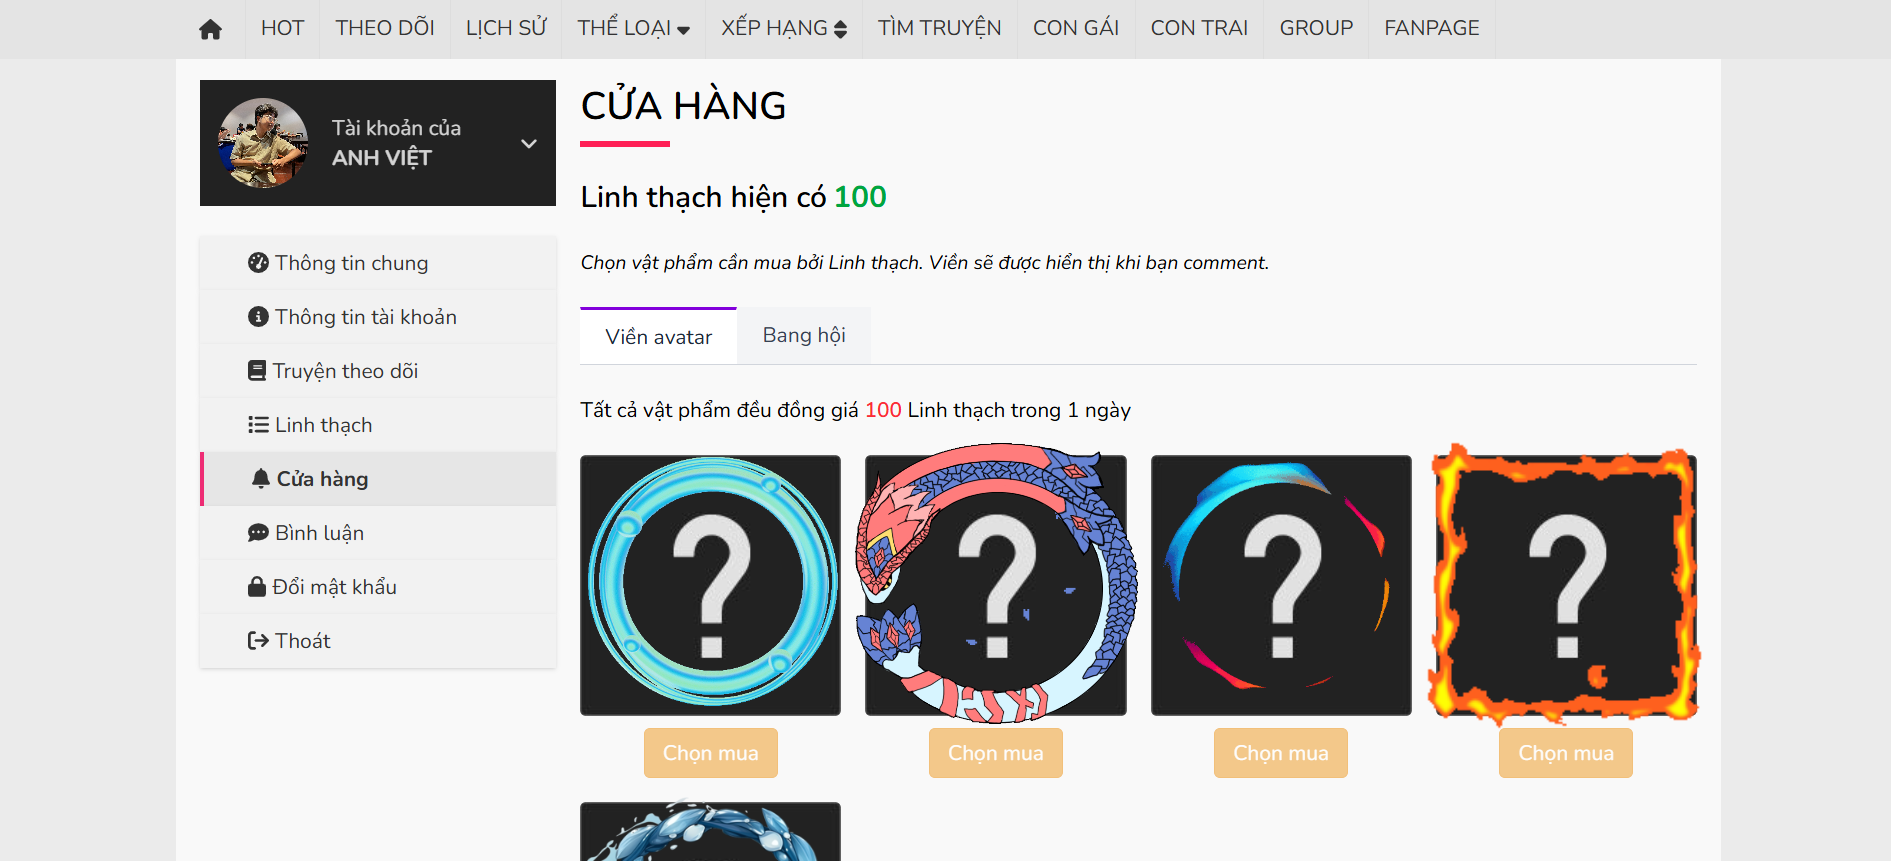 HOT THEO DÕI LỊCH SỬ THỂ LOẠI XẾP HẠNG TÌM TRUYỆN CON GÁI CON TRAI GROUP FANPAGE
Tài khoản của
ANH VIỆT
Thông tin chung
Thông tin tài khoản
Truyện theo dõi
Linh thạch
Cửa hàng
Bình luận
Đổi mật khẩu
Thoát
CỬA HÀNG
Linh thạch hiện có 100
Chọn vật phẩm cần mua bởi Linh thạch. Viền sẽ được hiển thị khi bạn comment.
Viền avatar Bang hội
Tất cả vật phẩm đều đồng giá 100 Linh thạch trong 1 ngày
? ? ? ?
Chọn mua Chọn mua Chọn mua Chọn mua